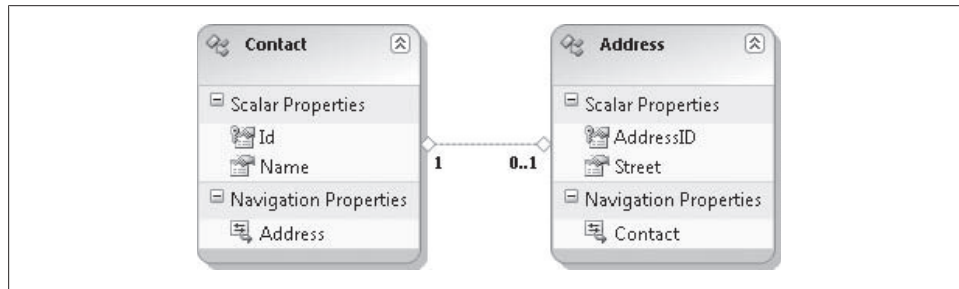 Contact
Scalar Properties
Id
Name
Navigation Properties
Address
1
0..1
Address
Scalar Properties
AddressID
Street
Navigation Properties
Contact